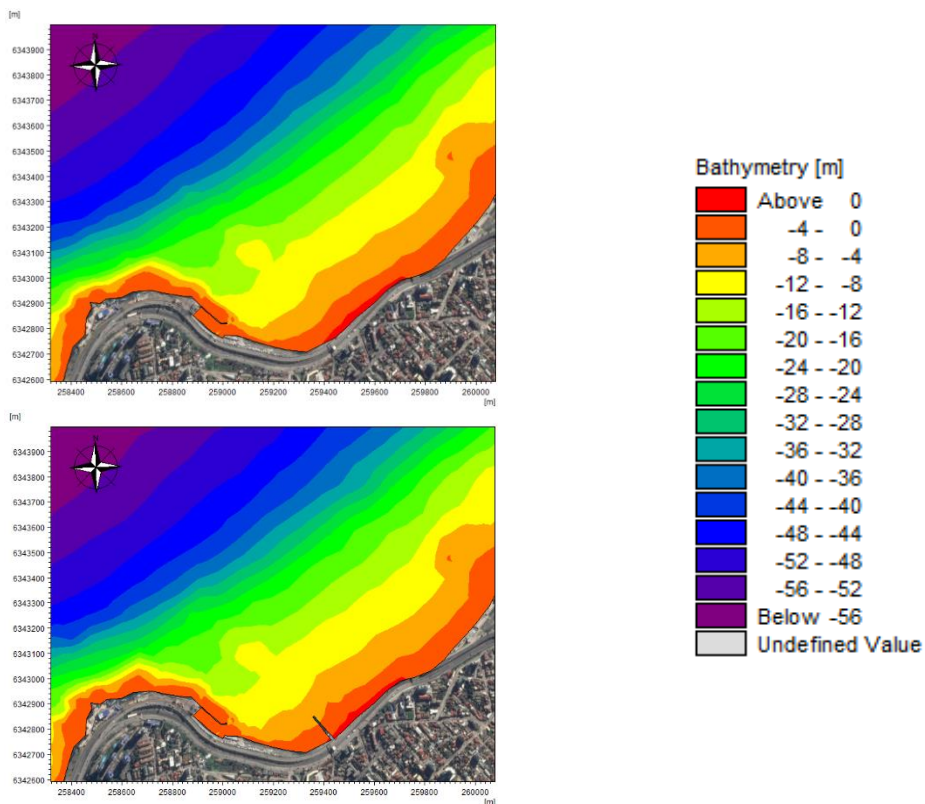 [m]
N
6343900
6343800
6343700
6343600
6343500
6343400
6343300
6343200
6343100
6343000
6342900
6342800
6342700
6342600
258400 258600 258800 259000 259200 259400 259600 259800 260000
[m]
[m]
N
6343900
6343800
6343700
6343600
6343500
6343400
6343300
6343200
6343100
6343000
6342900
6342800
6342700
6342600
258400 258600 258800 259000 259200 259400 259600 259800 260000
[m]
Bathymetry [m]
Above 0
-4 - 0
-8 - -4
-12 - -8
-16 - -12
-20 - -16
-24 - -20
-28 - -24
-32 - -28
-36 - -32
-40 - -36
-44 - -40
-48 - -44
-52 - -48
-56 - -52
Below -56
Undefined Value